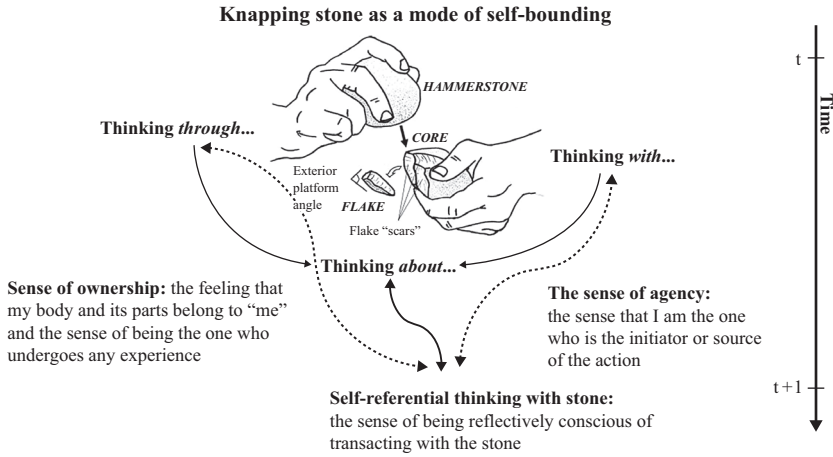 Knapping stone as a mode of self-bounding
t
Time
HAMMERSTONE
Thinking through...
CORE
Thinking with...
Exterior
platform
angle
FLAKE
Flake “scars”
Thinking about...
Sense of ownership: the feeling that
my body and its parts belong to “me”
and the sense of being the one who
undergoes any experience
The sense of agency:
the sense that I am the one
who is the initiator or source
of the action
t+1
Self-referential thinking with stone:
the sense of being reflectively conscious of
transacting with the stone